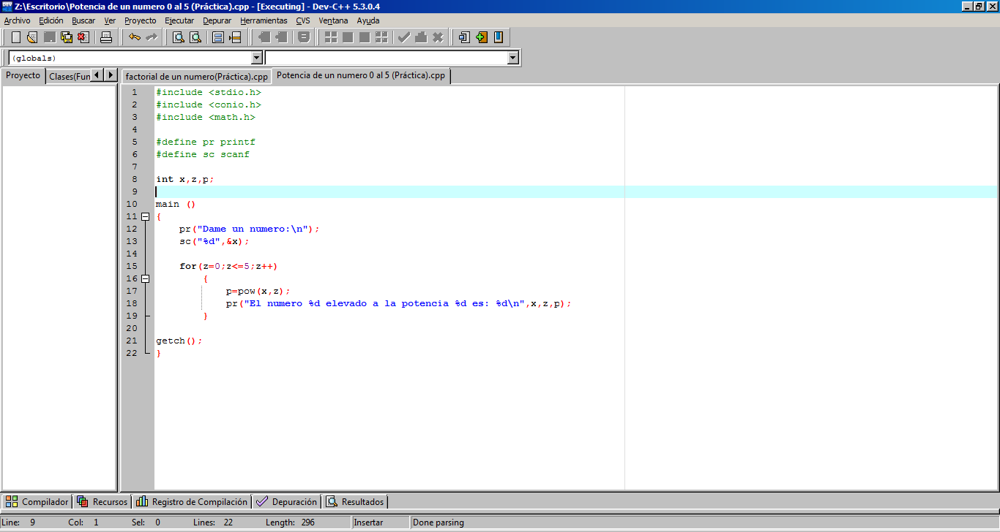 Z:\Escritorio\Potencia de un numero 0 al 5 (Práctica).cpp - [Executing] - Dev-C++ 5.3.0.4
Archivo Edición Buscar Ver Proyecto Ejecutar Depurar Herramientas CVS Ventana Ayuda
(globals)
Proyecto Clases(Fun factorial de un numero(Práctica).cpp Potencia de un numero 0 al 5 (Práctica).cpp
1 #include <stdio.h>
2 #include <conio.h>
3 #include <math.h>
4
5 #define pr printf
6 #define sc scanf
7
8 int x,z,p;
9
10 main ()
11 {
12 pr("Dame un numero:\n");
13 sc("%d",&x);
14
15 for(z=0;z<=5;z++)
16 {
17 p=pow(x,z);
18 pr("El numero %d elevado a la potencia %d es: %d\n",x,z,p);
19 }
20
21 getch();
22 }
Compilador Recursos Registro de Compilación Depuración Resultados
Line: 9 Col: 1 Sel: 0 Lines: 22 Length: 296 Insertar Done parsing